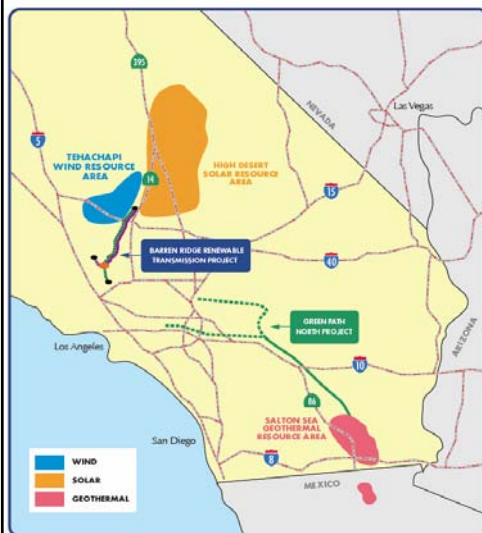 395
NEVADA
Las Vegas
5
TEHACHAPI
WIND RESOURCE
AREA
14
HIGH DESERT
SOLAR RESOURCE
AREA
15
BARREN RIDGE RENEWABLE
TRANSMISSION PROJECT
40
GREEN PATH
NORTH PROJECT
Los Angeles
ARIZONA
10
86
SALTON SEA
GEOTHERMAL
RESOURCE AREA
San Diego
8
MEXICO
WIND
SOLAR
GEOTHERMAL